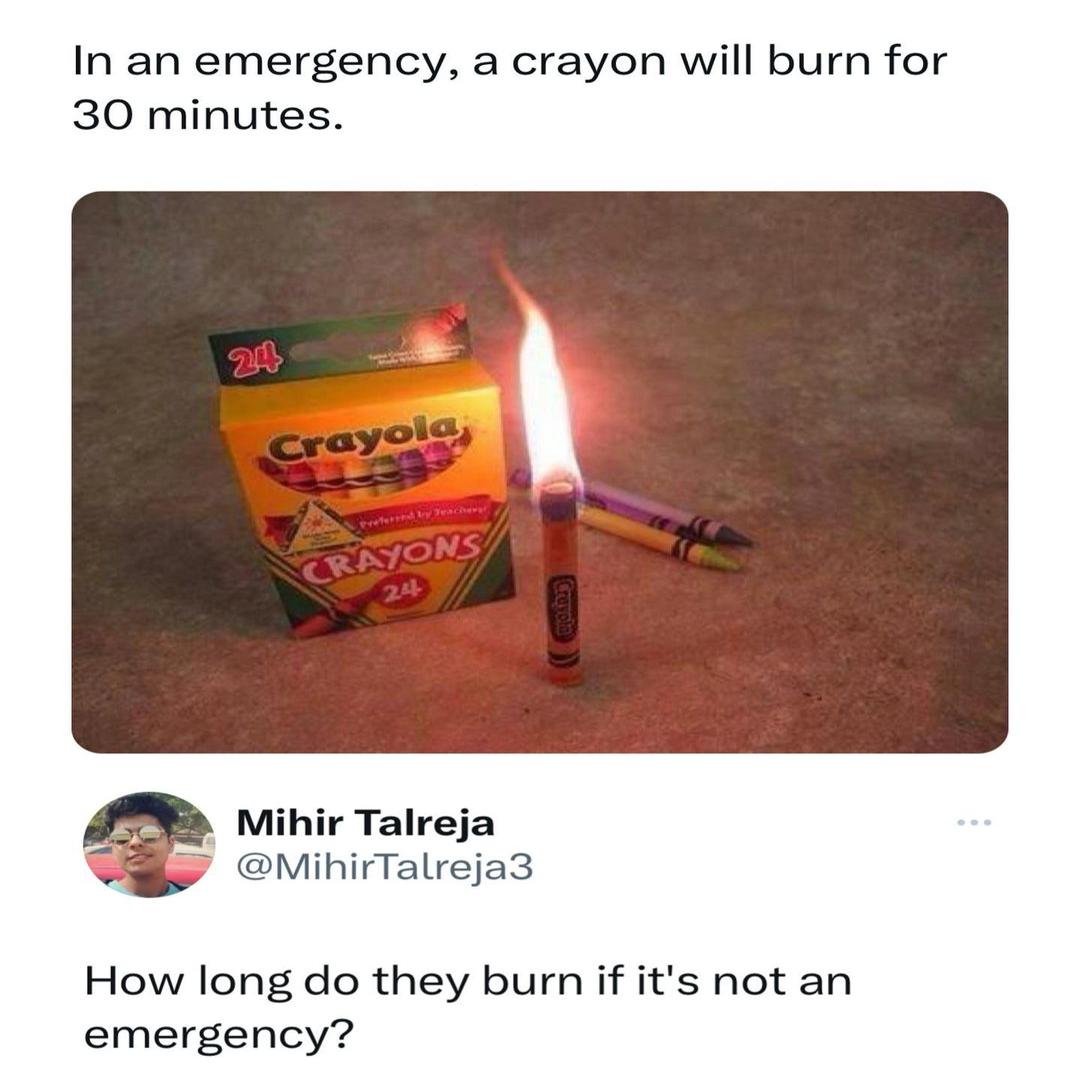 In an emergency, a crayon will burn for
30 minutes.
24
Crayola
Preferred by Teachers!
CRAYONS
24
Crayola
Mihir Talreja
@MihirTalreja3
How long do they burn if it's not an
emergency?